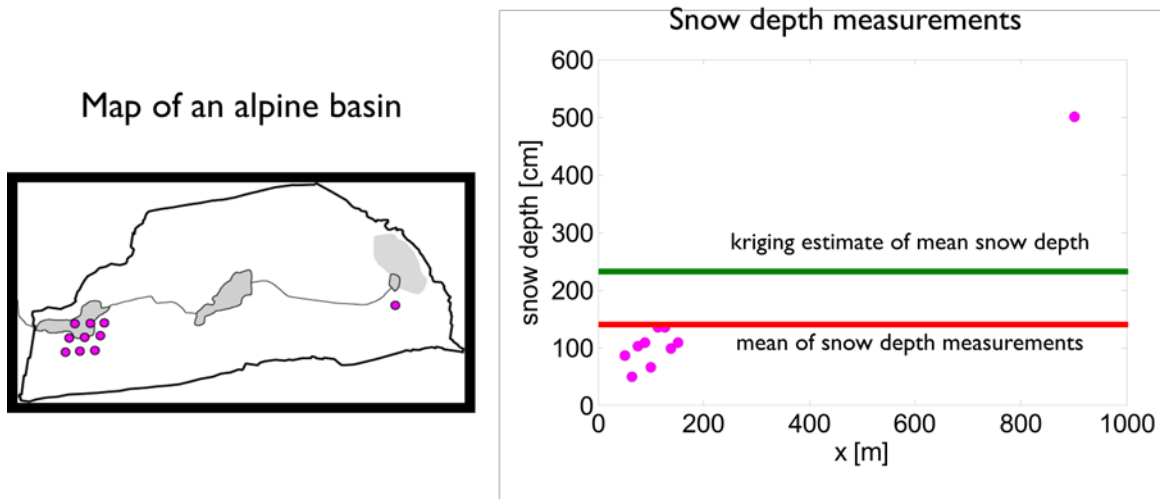 Map of an alpine basin
Snow depth measurements
snow depth [cm]
600
500
400
300
200
100
0
kriging estimate of mean snow depth
mean of snow depth measurements
0 200 400 600 800 1000
x [m]